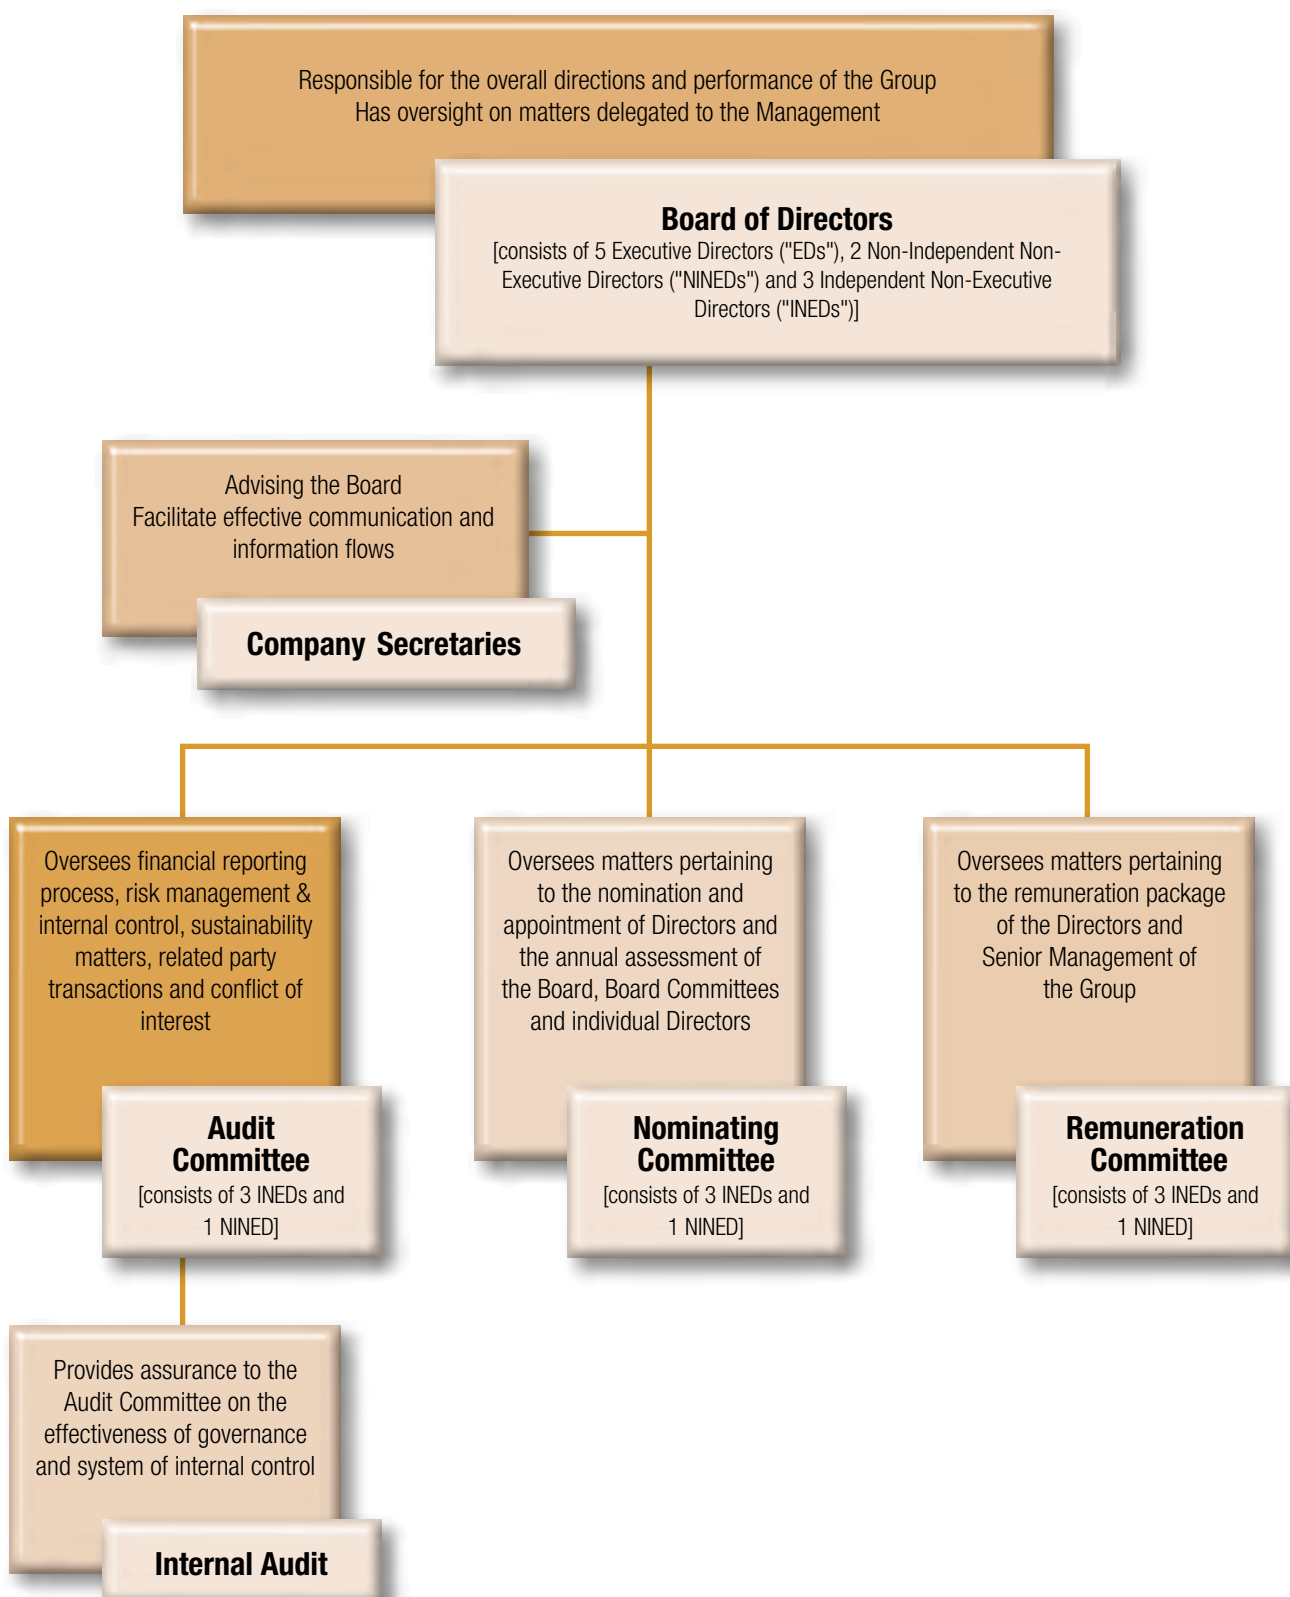 Responsible for the overall directions and performance of the Group
Has oversight on matters delegated to the Management
Board of Directors
[consists of 5 Executive Directors ("EDs"), 2 Non-Independent Non-
Executive Directors ("NINEDs") and 3 Independent Non-Executive
Directors ("INEDs")]
Advising the Board
Facilitate effective communication and
information flows
Company Secretaries
Oversees financial reporting
process, risk management &
internal control, sustainability
matters, related party
transactions and conflict of
interest
Audit
Committee
[consists of 3 INEDs and
1 NINED]
Oversees matters pertaining
to the nomination and
appointment of Directors and
the annual assessment of
the Board, Board Committees
and individual Directors
Nominating
Committee
[consists of 3 INEDs and
1 NINED]
Oversees matters pertaining
to the remuneration package
of the Directors and
Senior Management of
the Group
Remuneration
Committee
[consists of 3 INEDs and
1 NINED]
Provides assurance to the
Audit Committee on the
effectiveness of governance
and system of internal control
Internal Audit